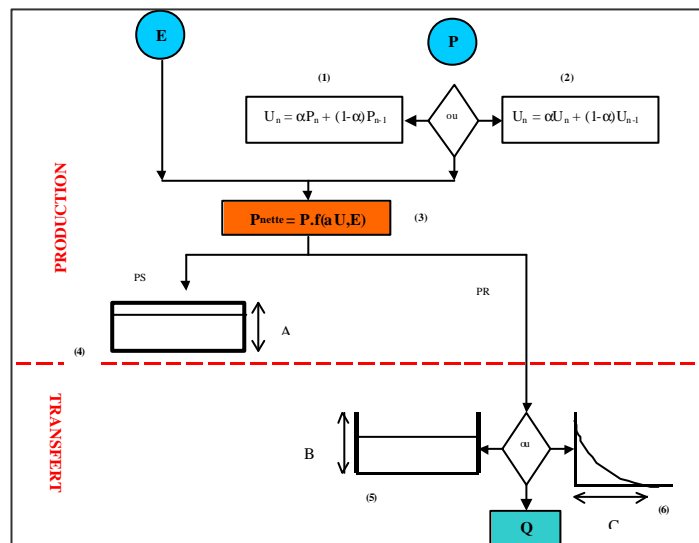 E
P
(1)
(2)
Uₙ = αPₙ + (1-α)Pₙ₋₁
ou
Uₙ = αUₙ + (1-α)Uₙ₋₁
PRODUCTION
Pnette = P.f(aU,E)
(3)
PS
PR
A
(4)
TRANSFERT
B
ou
(5)
C
(6)
Q